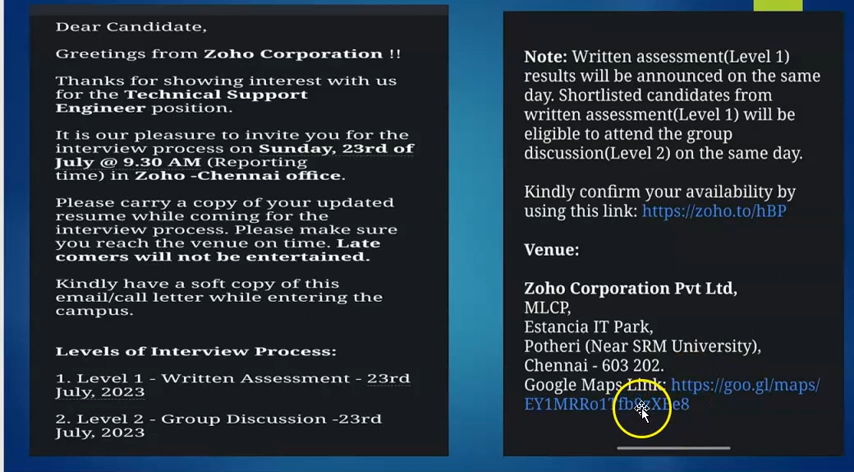 Dear Candidate,
Greetings from Zoho Corporation !!
Thanks for showing interest with us
for the Technical Support
Engineer position.
It is our pleasure to invite you for the
interview process on Sunday, 23rd of
July @ 9.30 AM (Reporting
time) in Zoho -Chennai office.
Please carry a copy of your updated
resume while coming for the
interview process. Please make sure
you reach the venue on time. Late
comers will not be entertained.
Kindly have a soft copy of this
email/call letter while entering the
campus.
Levels of Interview Process:
1. Level 1 - Written Assessment - 23rd
July, 2023
2. Level 2 - Group Discussion -23rd
July, 2023
Note: Written assessment(Level 1)
results will be announced on the same
day. Shortlisted candidates from
written assessment(Level 1) will be
eligible to attend the group
discussion(Level 2) on the same day.
Kindly confirm your availability by
using this link: https://zoho.to/hBP
Venue:
Zoho Corporation Pvt Ltd,
MLCP,
Estancia IT Park,
Potheri (Near SRM University),
Chennai - 603 202.
Google Maps Link: https://goo.gl/maps/